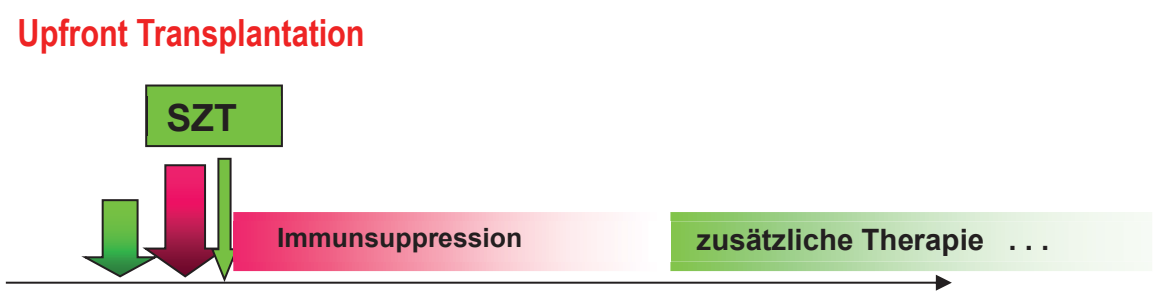 Upfront Transplantation
SZT
Immunsuppression
zusätzliche Therapie . . .